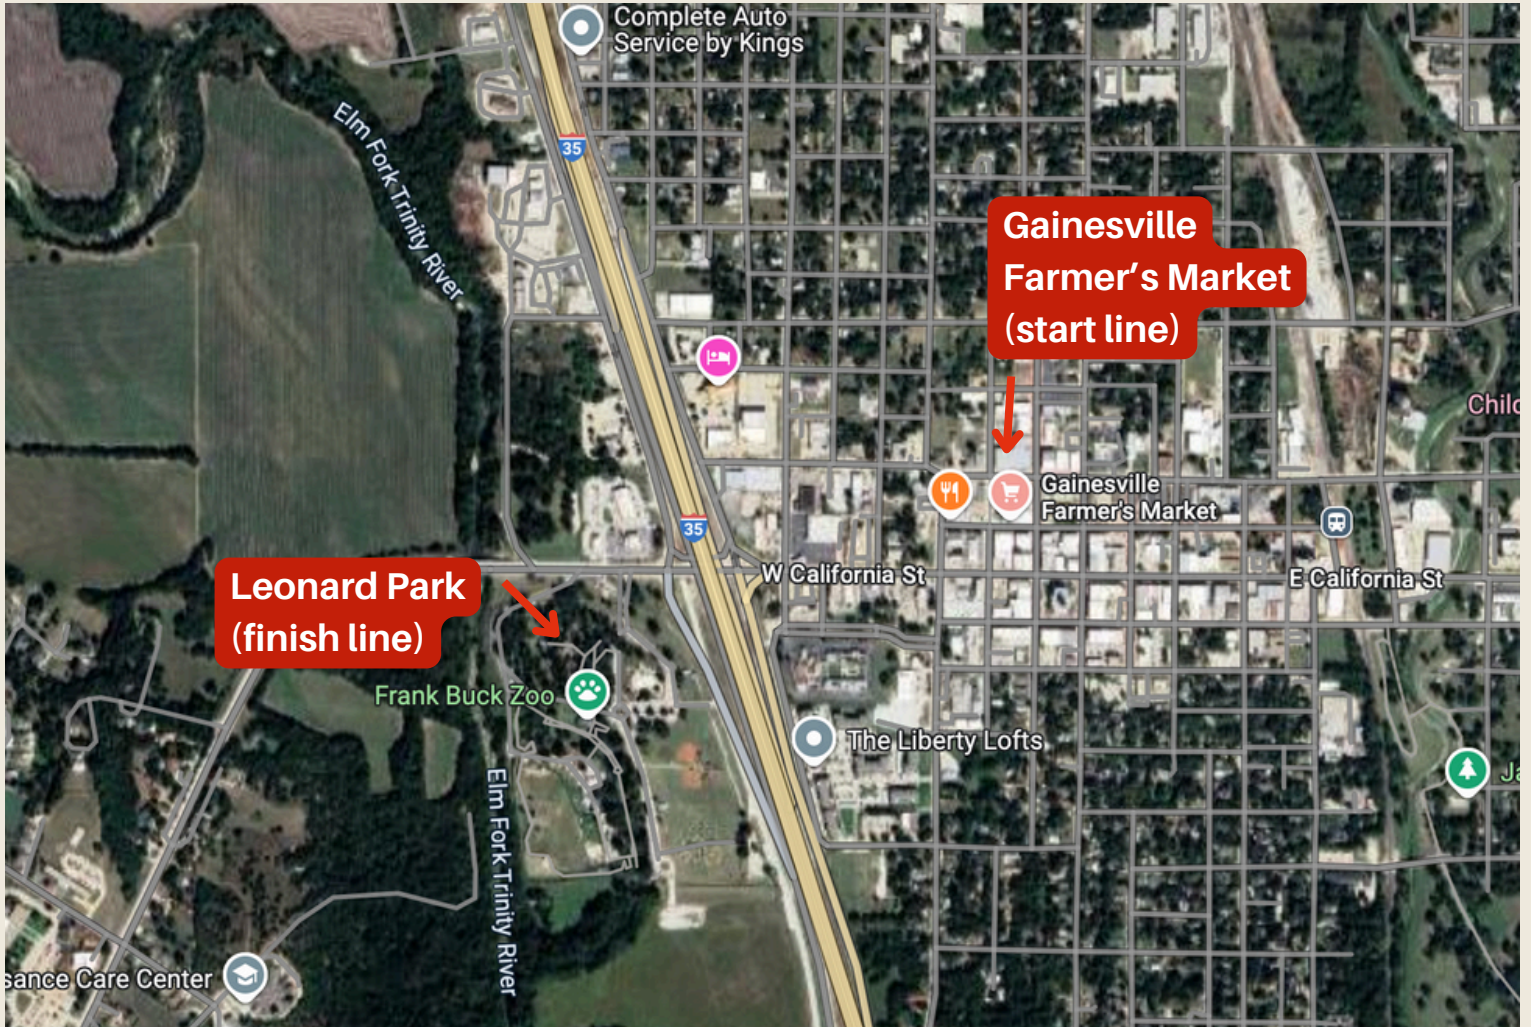 Complete Auto
Service by Kings
Elm Fork Trinity River
35
Gainesville
Farmer’s Market
(start line)
Chilc
Gainesville
Farmer's Market
35
W California St
E California St
Leonard Park
(finish line)
Frank Buck Zoo
The Liberty Lofts
Ja
Elm Fork Trinity River
sance Care Center